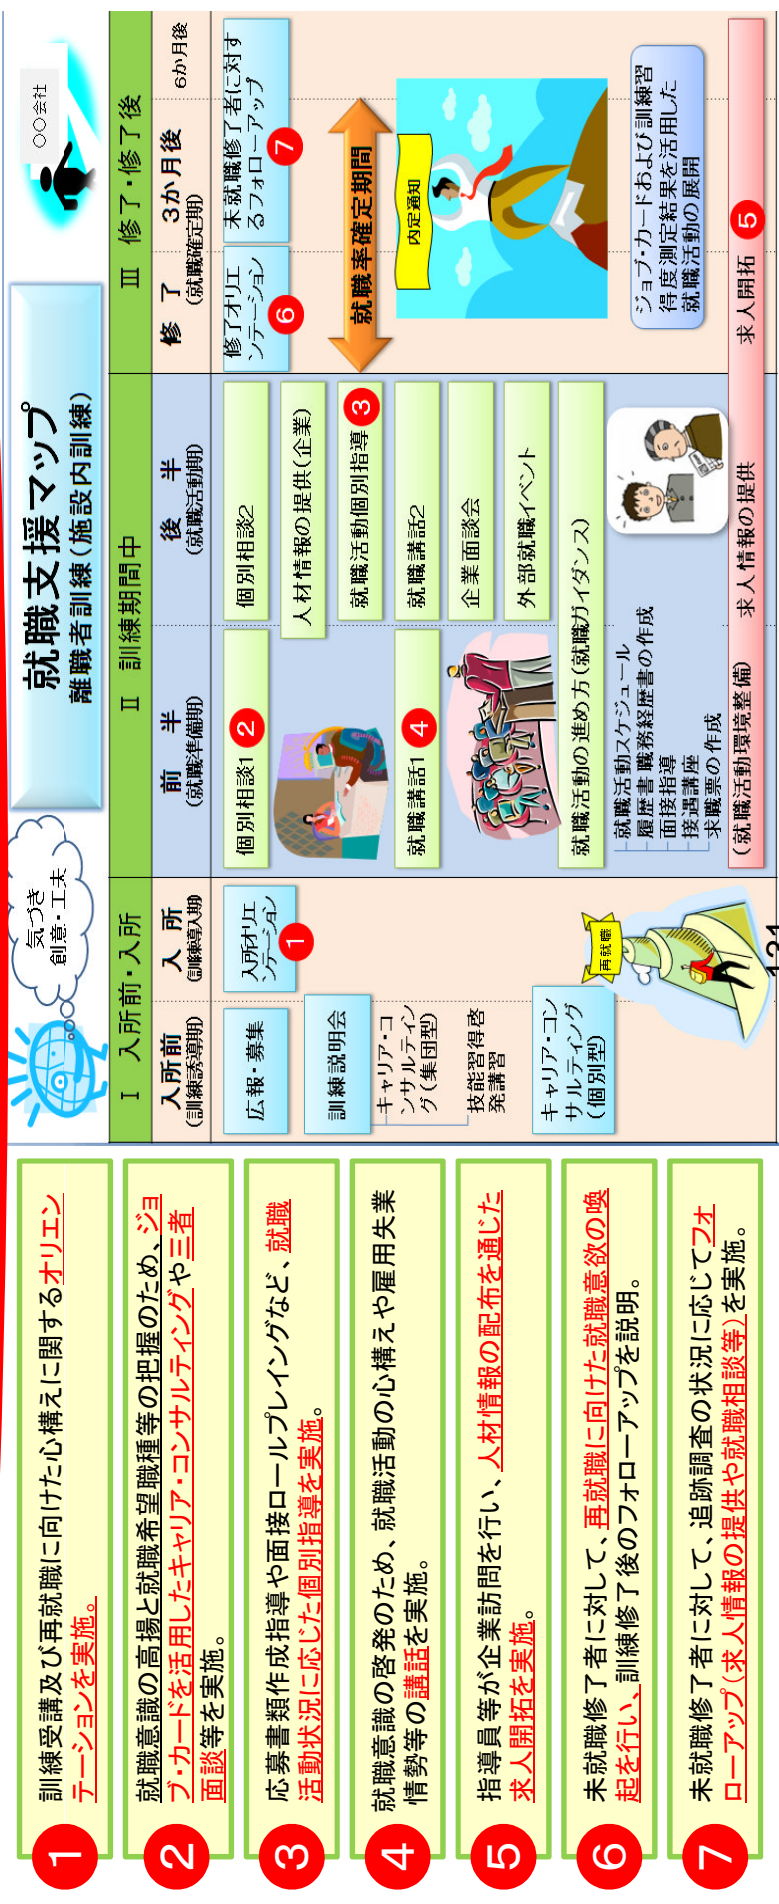 就職支援マップ
離職者訓練(施設内訓練)
気づき
創意・工夫
○○会社
Ⅰ 入所前・入所
Ⅱ 訓練期間中
Ⅲ 修了・修了後
入所前
(訓練誘導期)
入 所
(訓練導入期)
前 半
(就職準備期)
後 半
(就職活動期)
修 了
3か月後
(就職確定期)
6か月後
広報・募集
訓練説明会
キャリア・コ
ンサルティン
グ(集団型)
技能習得啓
発講習
キャリア・コン
サルティング
(個別型)
入所オリエ
ンテーション
1
再就職
個別相談1
2
就職講話1
4
個別相談2
人材情報の提供(企業)
就職活動個別指導
3
就職講話2
企業面談会
外部就職イベント
就職活動の進め方(就職ガイダンス)
就職活動スケジュール
履歴書・職務経歴書の作成
面接指導
接遇講座
求職票の作成
修了オリエ
ンテーション
6
未就職修了者に対す
るフォローアップ
7
就職率確定期間
内定通知
ジョブ・カードおよび訓練習
得度測定結果を活用した
就職活動の展開
(就職活動環境整備)
求人情報の提供
求人開拓
5
131
1
訓練受講及び再就職に向けた心構えに関するオリエン
テーションを実施。
2
就職意識の高揚と就職希望職種等の把握のため、ジョ
ブ・カードを活用したキャリア・コンサルティングや三者
面談等を実施。
3
応募書類作成指導や面接ロールプレイングなど、就職
活動状況に応じた個別指導を実施。
4
就職意識の啓発のため、就職活動の心構えや雇用失業
情勢等の講話を実施。
5
指導員等が企業訪問を行い、人材情報の配布を通じた
求人開拓を実施。
6
未就職修了者に対して、再就職に向けた就職意欲の喚
起を行い、訓練修了後のフォローアップを説明。
7
未就職修了者に対して、追跡調査の状況に応じてフォ
ローアップ(求人情報の提供や就職相談等)を実施。